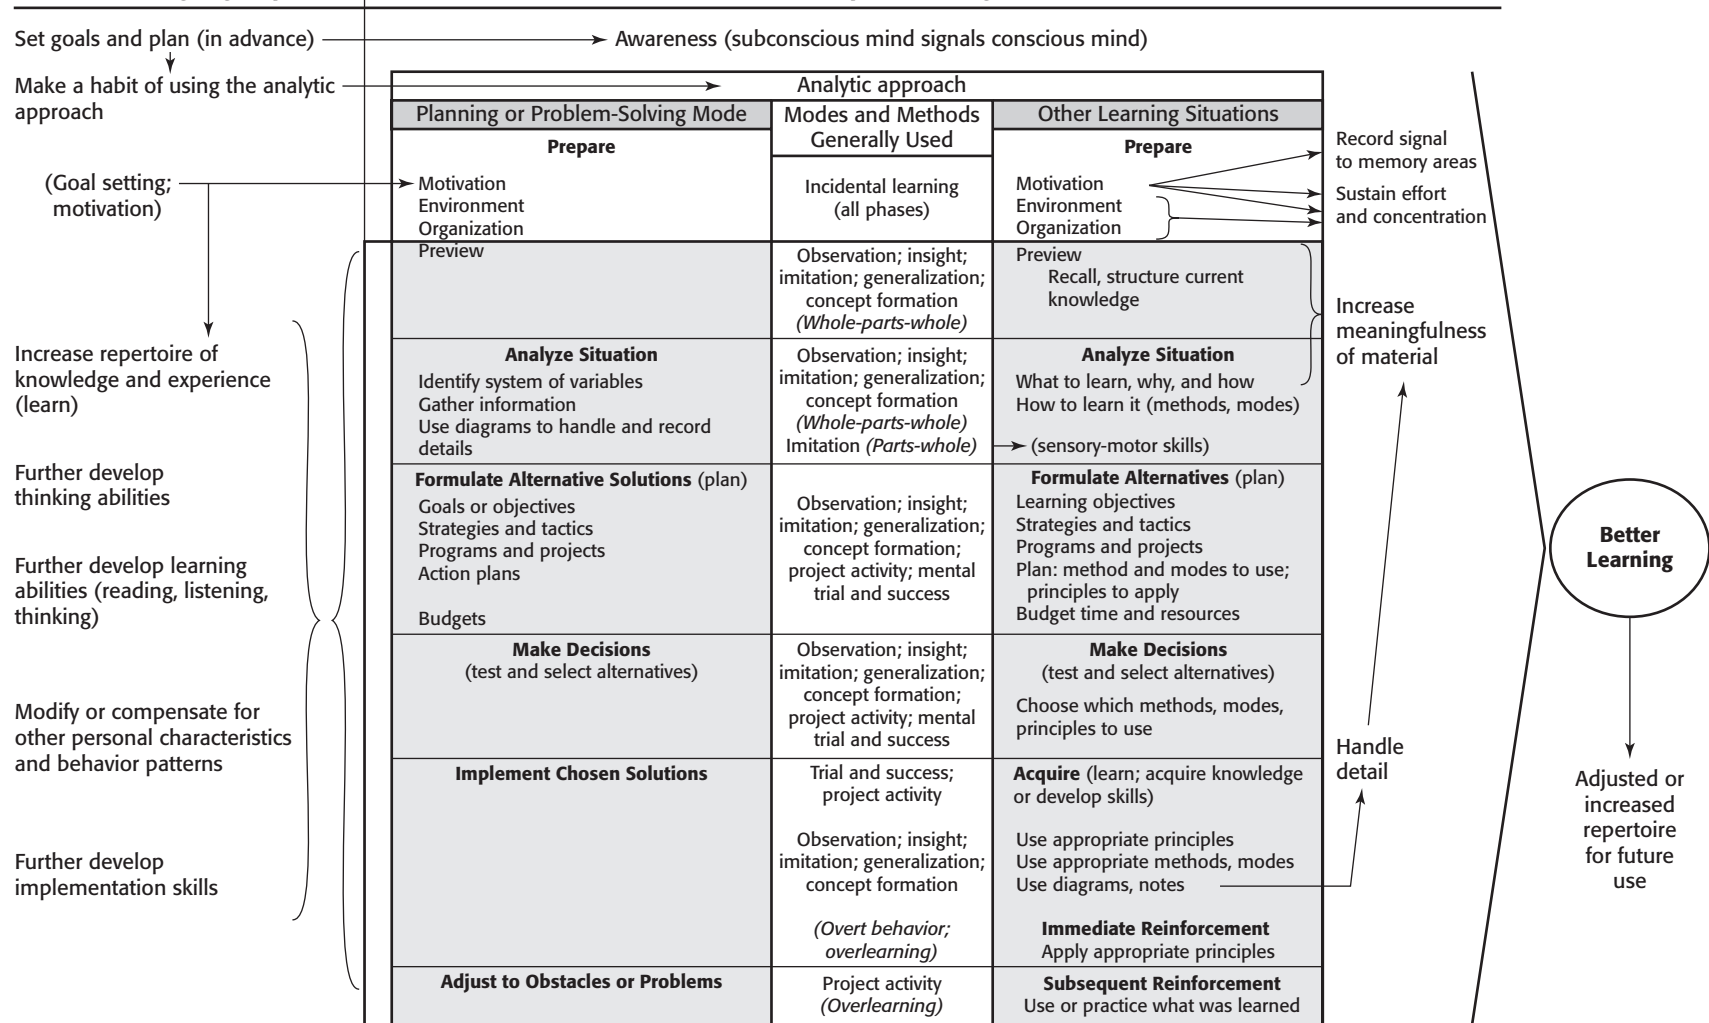 Set goals and plan (in advance)
Awareness (subconscious mind signals conscious mind)
Make a habit of using the analytic
approach
(Goal setting;
motivation)
Increase repertoire of
knowledge and experience
(learn)
Further develop
thinking abilities
Further develop learning
abilities (reading, listening,
thinking)
Modify or compensate for
other personal characteristics
and behavior patterns
Further develop
implementation skills
Analytic approach
Planning or Problem-Solving Mode
Modes and Methods
Generally Used
Other Learning Situations
Prepare
Motivation
Environment
Organization
Preview
Incidental learning
(all phases)
Prepare
Motivation
Environment
Organization
Observation; insight;
imitation; generalization;
concept formation
(Whole-parts-whole)
Preview
Recall, structure current
knowledge
Analyze Situation
Identify system of variables
Gather information
Use diagrams to handle and record
details
Observation; insight;
imitation; generalization;
concept formation
(Whole-parts-whole)
Imitation (Parts-whole)
Analyze Situation
What to learn, why, and how
How to learn it (methods, modes)
(sensory-motor skills)
Formulate Alternative Solutions (plan)
Goals or objectives
Strategies and tactics
Programs and projects
Action plans
Budgets
Observation; insight;
imitation; generalization;
concept formation;
project activity; mental
trial and success
Formulate Alternatives (plan)
Learning objectives
Strategies and tactics
Programs and projects
Plan: method and modes to use;
principles to apply
Budget time and resources
Make Decisions
(test and select alternatives)
Observation; insight;
imitation; generalization;
concept formation;
project activity; mental
trial and success
Make Decisions
(test and select alternatives)
Choose which methods, modes,
principles to use
Implement Chosen Solutions
Trial and success;
project activity
Observation; insight;
imitation; generalization;
concept formation
(Overt behavior;
overlearning)
Acquire (learn; acquire knowledge
or develop skills)
Use appropriate principles
Use appropriate methods, modes
Use diagrams, notes
Immediate Reinforcement
Apply appropriate principles
Adjust to Obstacles or Problems
Project activity
(Overlearning)
Subsequent Reinforcement
Use or practice what was learned
Record signal
to memory areas
Sustain effort
and concentration
Increase
meaningfulness
of material
Handle
detail
Better
Learning
Adjusted or
increased
repertoire
for future
use